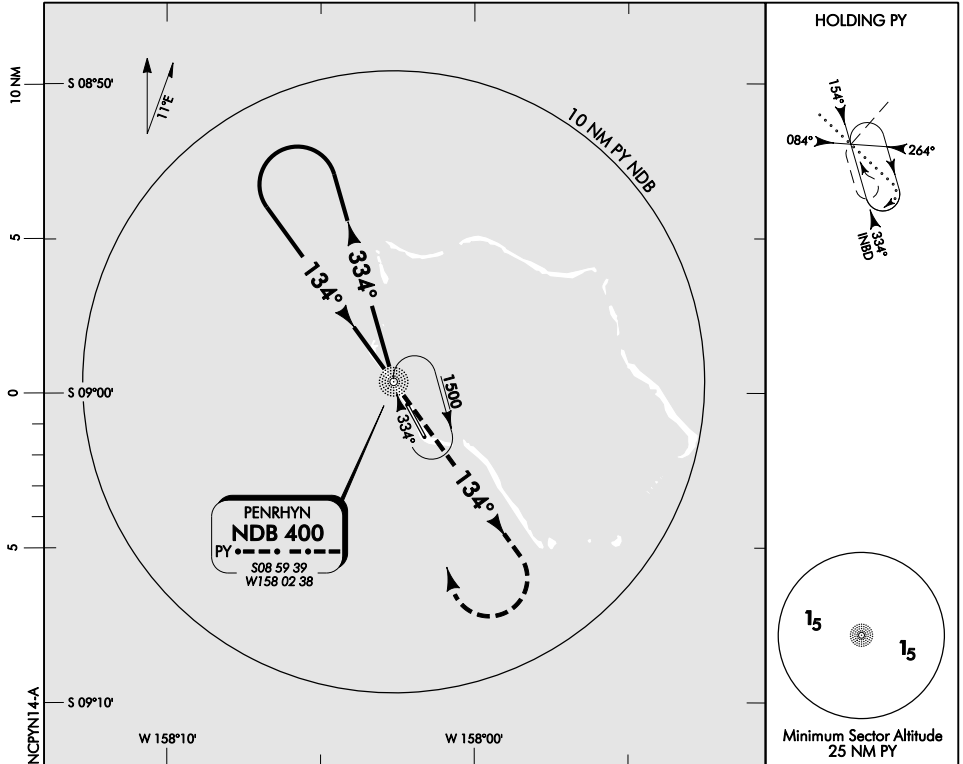 HOLDING PY
154°
084°
264°
334°
INBD
10 NM
S 08°50'
11°E
10 NM PY NDB
5
134°
334°
0
S 09°00'
1500
334°
134°
PENRHYN
NDB 400
PY
S08 59 39
W158 02 38
5
15
15
S 09°10'
NCPYN14-A
W 158°10'
W 158°00'
Minimum Sector Altitude
25 NM PY